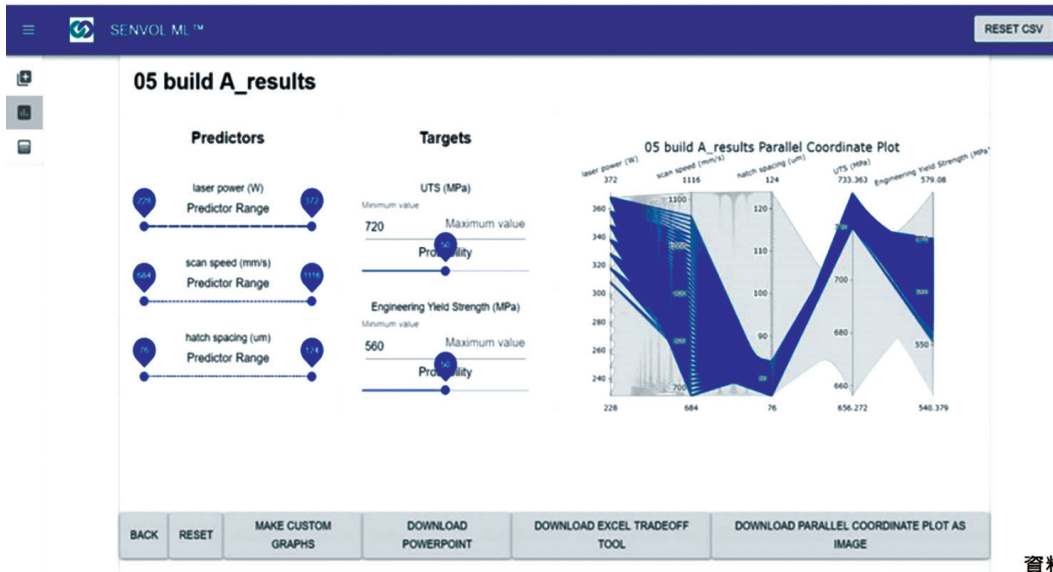 SENVOL ML™
RESET CSV
05 build A_results
Predictors
laser power (W)
Predictor Range
228
372
scan speed (mm/s)
Predictor Range
684
1116
hatch spacing (um)
Predictor Range
76
124
Targets
UTS (MPa)
Minimum value
720
Maximum value
50
Engineering Yield Strength (MPa)
Minimum value
560
Maximum value
50
05 build A_results Parallel Coordinate Plot
laser power (W)
scan speed (mm/s)
hatch spacing (um)
UTS (MPa)
Engineering Yield Strength (MPa)
372
1116
124
733.363
579.08
360
340
320
300
280
260
240
1100
700
120
110
100
90
80
700
680
660
550
228
684
76
656.272
540.379
BACK
RESET
MAKE CUSTOM
GRAPHS
DOWNLOAD
POWERPOINT
DOWNLOAD EXCEL TRADEOFF
TOOL
DOWNLOAD PARALLEL COORDINATE PLOT AS
IMAGE